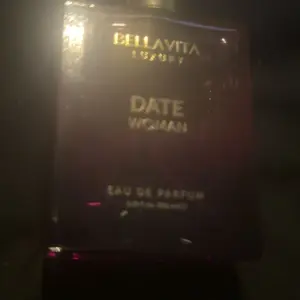 BELLAVITA
LUXURY
DATE
WOMAN
EAU DE PARFUM